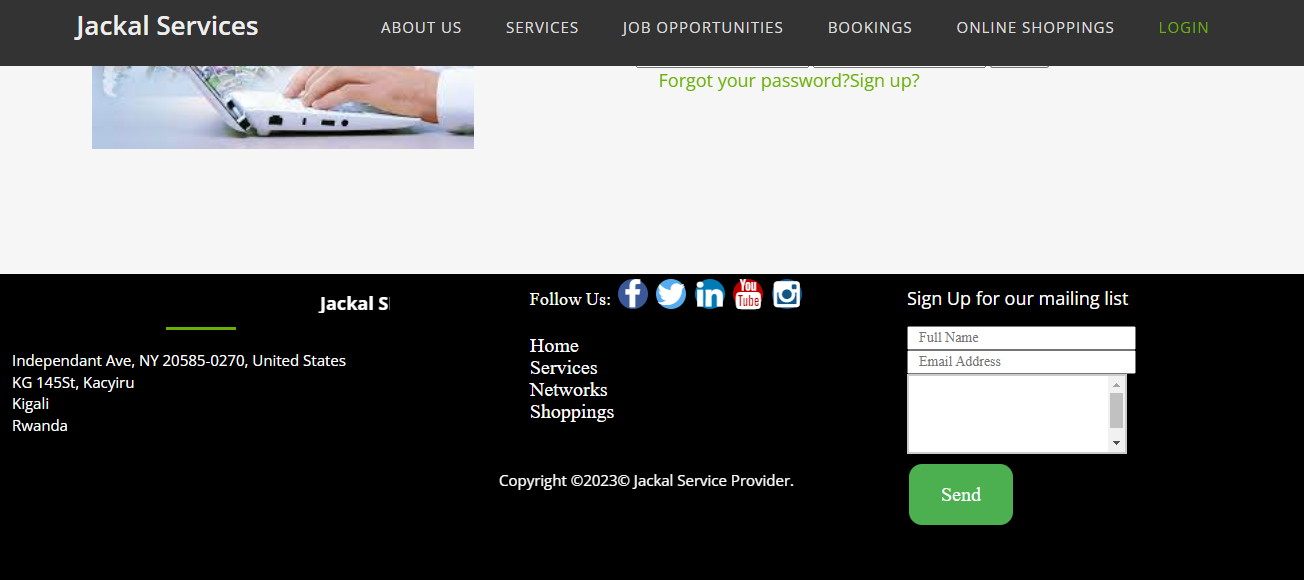 Jackal Services
ABOUT US
SERVICES
JOB OPPORTUNITIES
BOOKINGS
ONLINE SHOPPINGS
LOGIN
Forgot your password?Sign up?
Jackal S
Independant Ave, NY 20585-0270, United States
KG 145St, Kacyiru
Kigali
Rwanda
Follow Us:
You
Tube
Home
Services
Networks
Shoppings
Copyright ©2023© Jackal Service Provider.
Sign Up for our mailing list
Full Name
Email Address
Send